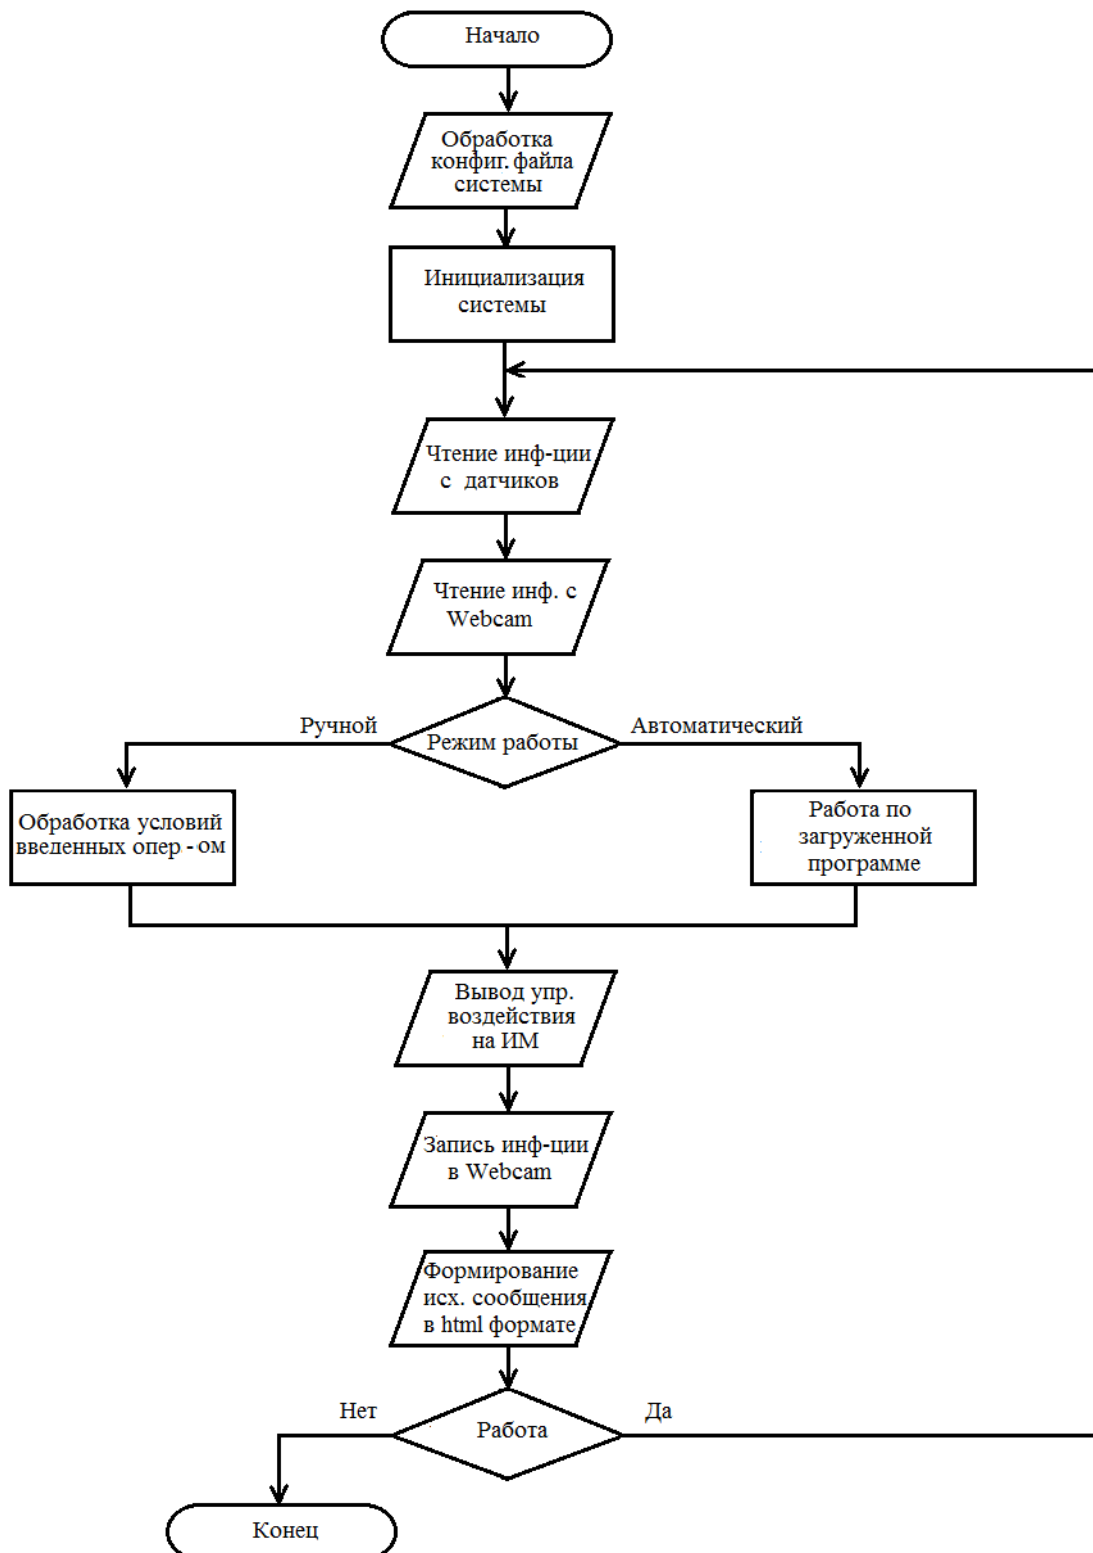 Начало
Обработка
конфиг. файла
системы
Инициализация
системы
Чтение инф-ции
с датчиков
Чтение инф. с
Webcam
Ручной
Режим работы
Автоматический
Обработка условий
введенных опер - ом
Работа по
загруженной
программе
Вывод упр.
воздействия
на ИМ
Запись инф-ции
в Webcam
Формирование
исх. сообщения
в html формате
Нет
Работа
Да
Конец